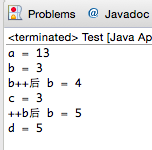 Problems @ Javadoc
<terminated> Test [Java Ap
a = 13
b = 3
b++后 b = 4
c = 3
++b后 b = 5
d = 5